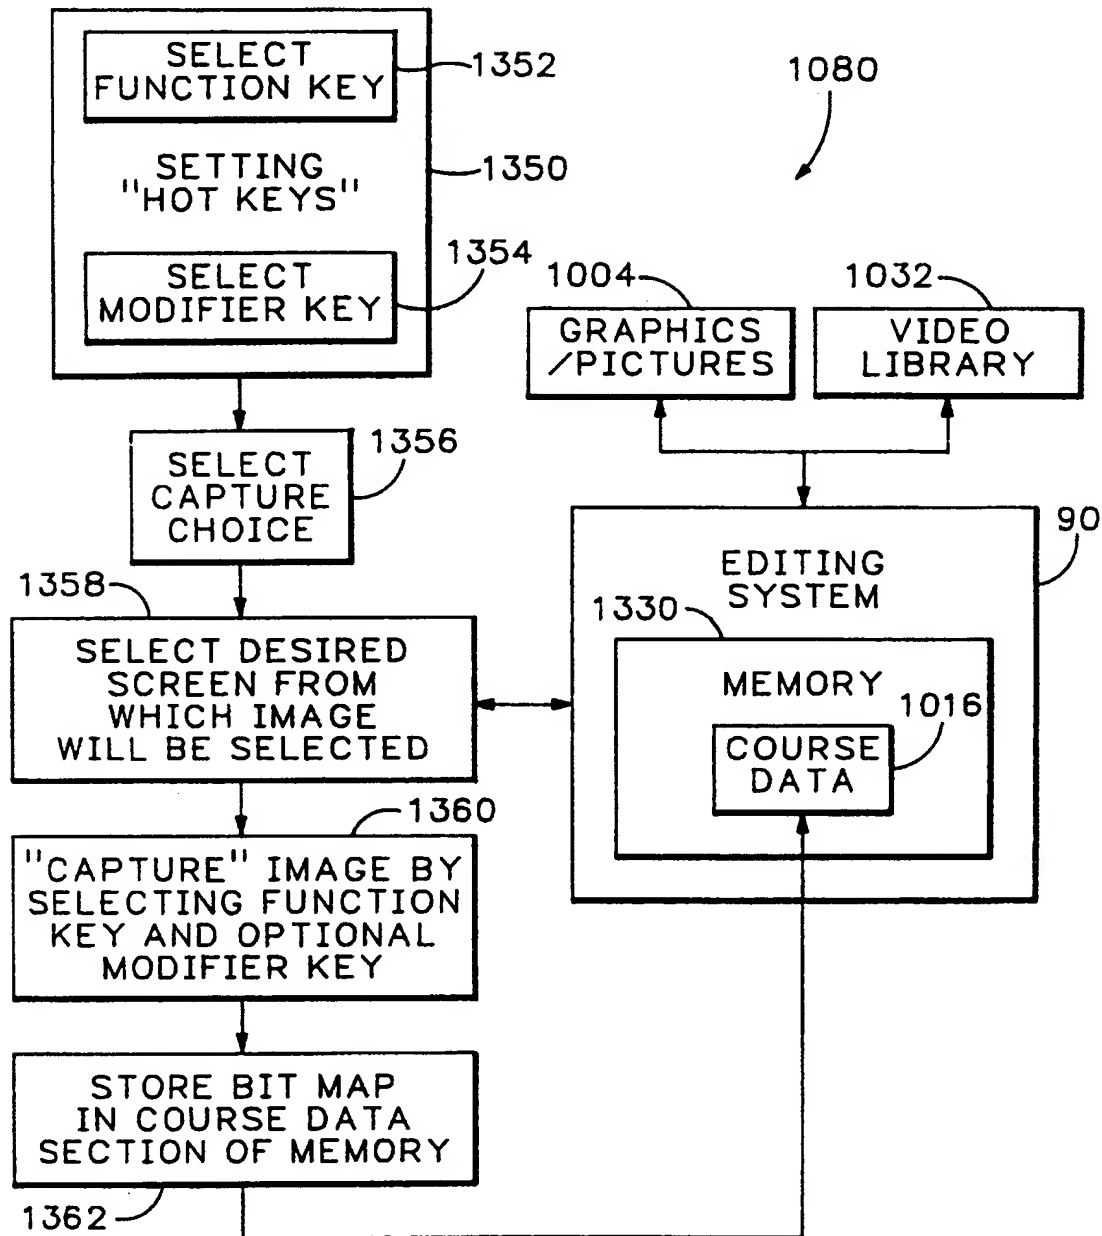 SELECT
FUNCTION KEY
1352
SETTING
"HOT KEYS"
1350
SELECT
MODIFIER KEY
1354
1080
SELECT
CAPTURE
CHOICE
1356
1004
GRAPHICS
/PICTURES
1032
VIDEO
LIBRARY
1358
SELECT DESIRED
SCREEN FROM
WHICH IMAGE
WILL BE SELECTED
90
EDITING
SYSTEM
1330
MEMORY
1016
COURSE
DATA
1360
"CAPTURE" IMAGE BY
SELECTING FUNCTION
KEY AND OPTIONAL
MODIFIER KEY
STORE BIT MAP
IN COURSE DATA
SECTION OF MEMORY
1362